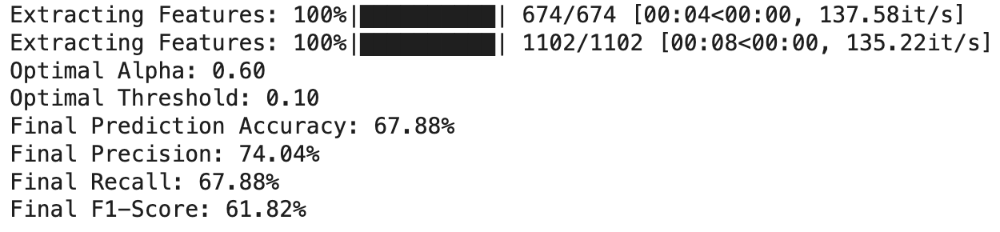 Extracting Features: 100%|██████████| 674/674 [00:04<00:00, 137.58it/s]
Extracting Features: 100%|██████████| 1102/1102 [00:08<00:00, 135.22it/s]
Optimal Alpha: 0.60
Optimal Threshold: 0.10
Final Prediction Accuracy: 67.88%
Final Precision: 74.04%
Final Recall: 67.88%
Final F1-Score: 61.82%